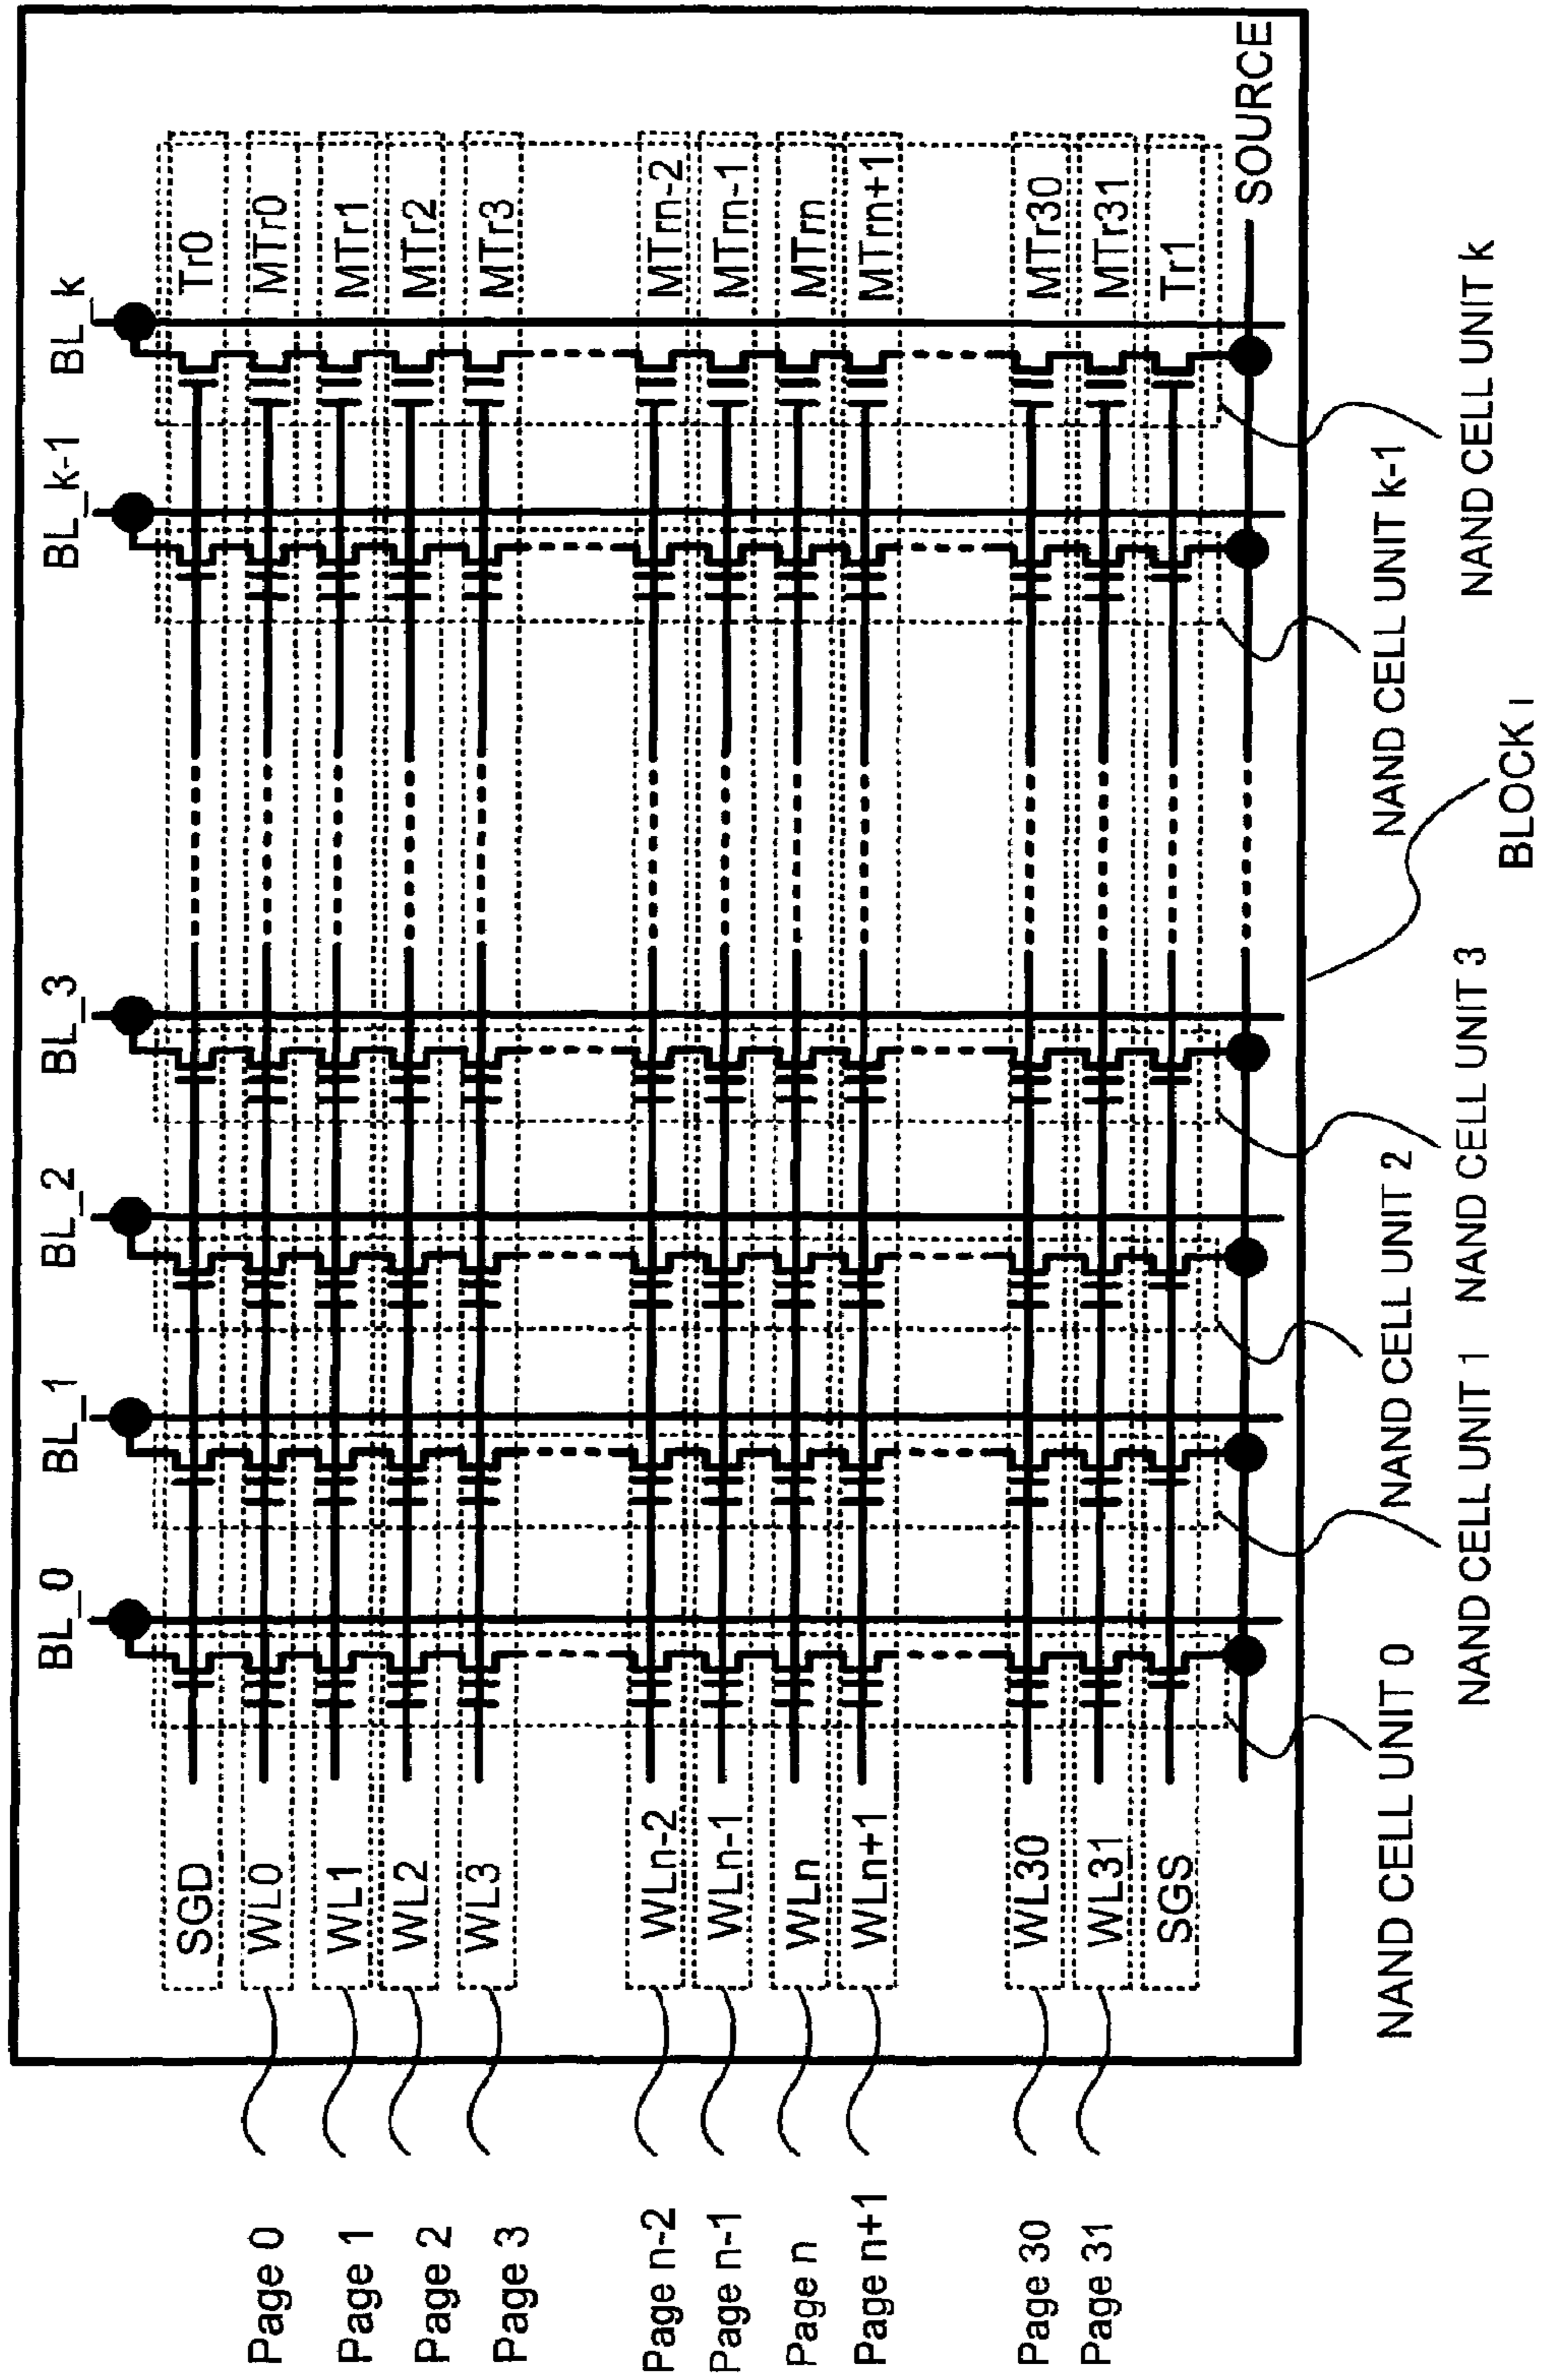 BL_0
BL_1
BL_2
BL_3
BL_k-1
BL_k
SGD
Tr0
Page 0
WL0
MTr0
Page 1
WL1
MTr1
Page 2
WL2
MTr2
Page 3
WL3
MTr3
Page n-2
WLn-2
MTrn-2
Page n-1
WLn-1
MTrn-1
Page n
WLn
MTrn
Page n+1
WLn+1
MTrn+1
Page 30
WL30
MTr30
Page 31
WL31
MTr31
SGS
Tr1
SOURCE
NAND CELL UNIT 0
NAND CELL UNIT 1
NAND CELL UNIT 2
NAND CELL UNIT 3
NAND CELL UNIT k-1
NAND CELL UNIT k
BLOCK i